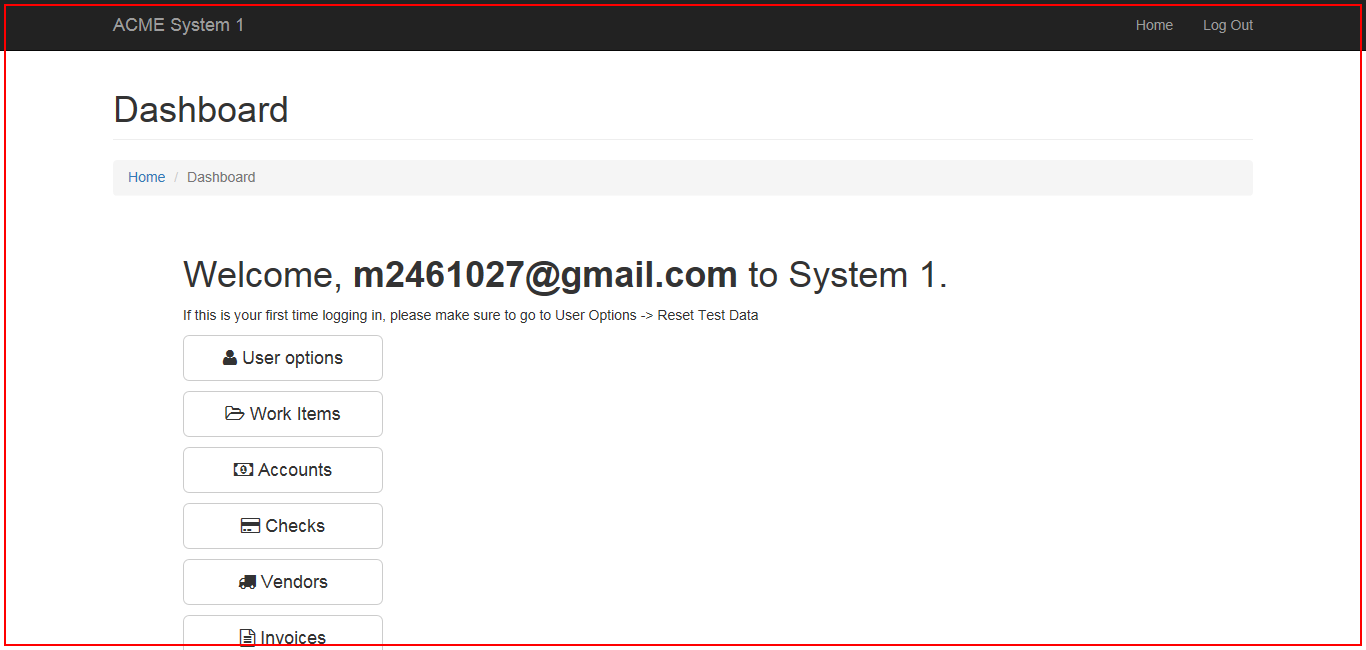 ACME System 1 Home Log Out
Dashboard
Home / Dashboard
Welcome, m2461027@gmail.com to System 1.
If this is your first time logging in, please make sure to go to User Options -> Reset Test Data
User options
Work Items
Accounts
Checks
Vendors
Invoices